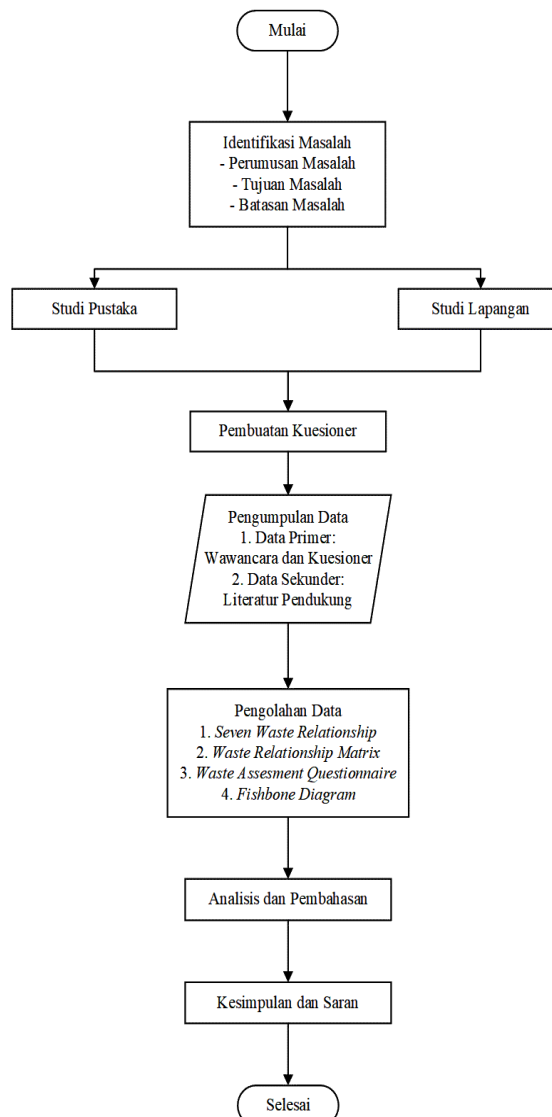 Mulai
Identifikasi Masalah
- Perumusan Masalah
- Tujuan Masalah
- Batasan Masalah
Studi Pustaka
Studi Lapangan
Pembuatan Kuesioner
Pengumpulan Data
1. Data Primer:
Wawancara dan Kuesioner
2. Data Sekunder:
Literatur Pendukung
Pengolahan Data
1. Seven Waste Relationship
2. Waste Relationship Matrix
3. Waste Assesment Questionnaire
4. Fishbone Diagram
Analisis dan Pembahasan
Kesimpulan dan Saran
Selesai